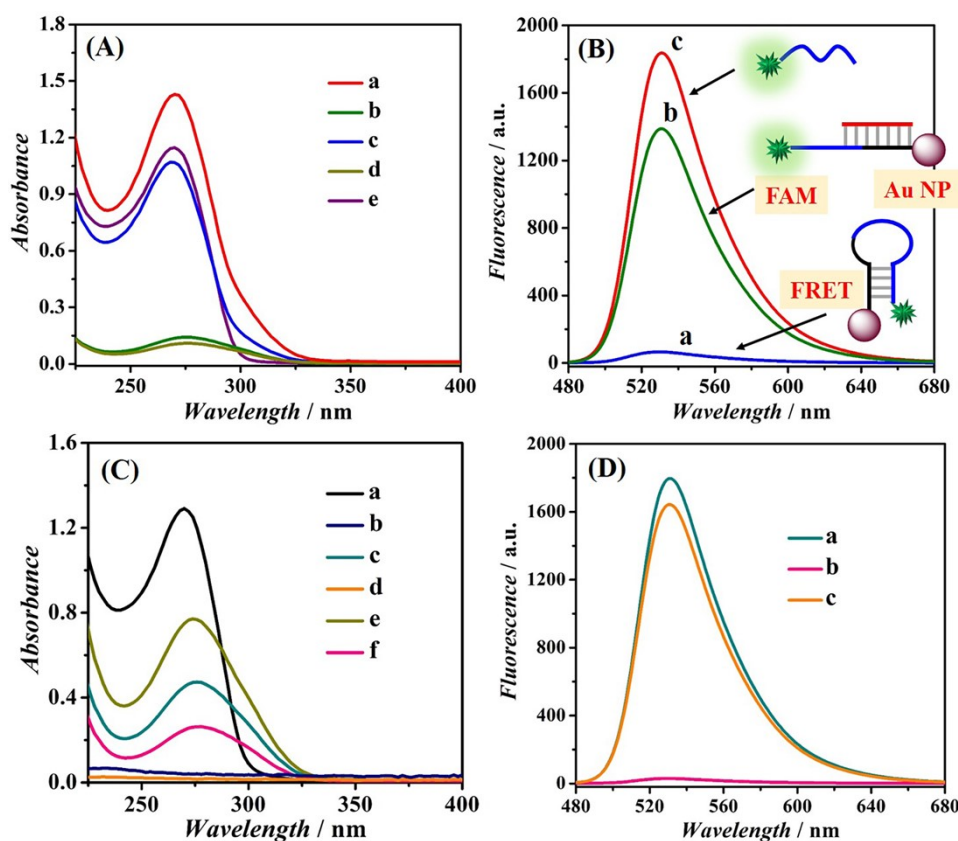 (A)
Absorbance
1.8
1.5
1.2
0.9
0.6
0.3
0.0
a
b
c
d
e
250 300 350 400
Wavelength / nm
(B)
Fluorescence / a.u.
2000
1600
1200
800
400
0
c
b
a
FAM
Au NP
FRET
480 520 560 600 640 680
Wavelength / nm
(C)
Absorbance
1.6
1.2
0.8
0.4
0.0
a
b
c
d
e
f
250 300 350 400
Wavelength / nm
(D)
Fluorescence / a.u.
2000
1600
1200
800
400
0
a
b
c
480 520 560 600 640 680
Wavelength / nm